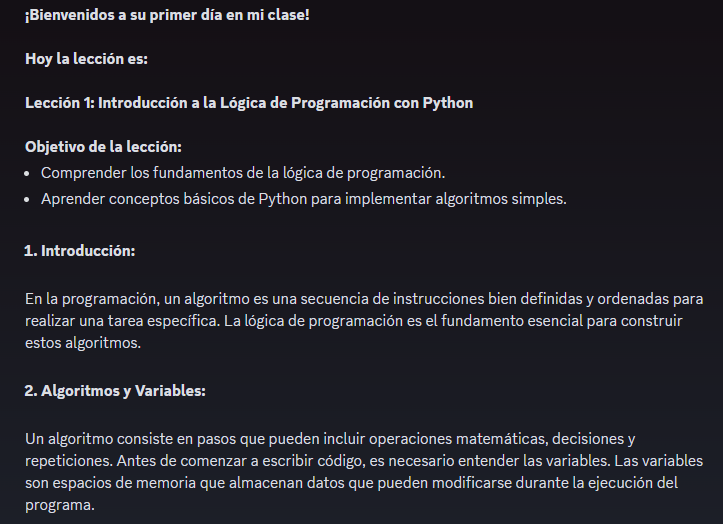 ¡Bienvenidos a su primer día en mi clase!
Hoy la lección es:
Lección 1: Introducción a la Lógica de Programación con Python
Objetivo de la lección:
• Comprender los fundamentos de la lógica de programación.
• Aprender conceptos básicos de Python para implementar algoritmos simples.
1. Introducción:
En la programación, un algoritmo es una secuencia de instrucciones bien definidas y ordenadas para
realizar una tarea específica. La lógica de programación es el fundamento esencial para construir
estos algoritmos.
2. Algoritmos y Variables:
Un algoritmo consiste en pasos que pueden incluir operaciones matemáticas, decisiones y
repeticiones. Antes de comenzar a escribir código, es necesario entender las variables. Las variables
son espacios de memoria que almacenan datos que pueden modificarse durante la ejecución del
programa.